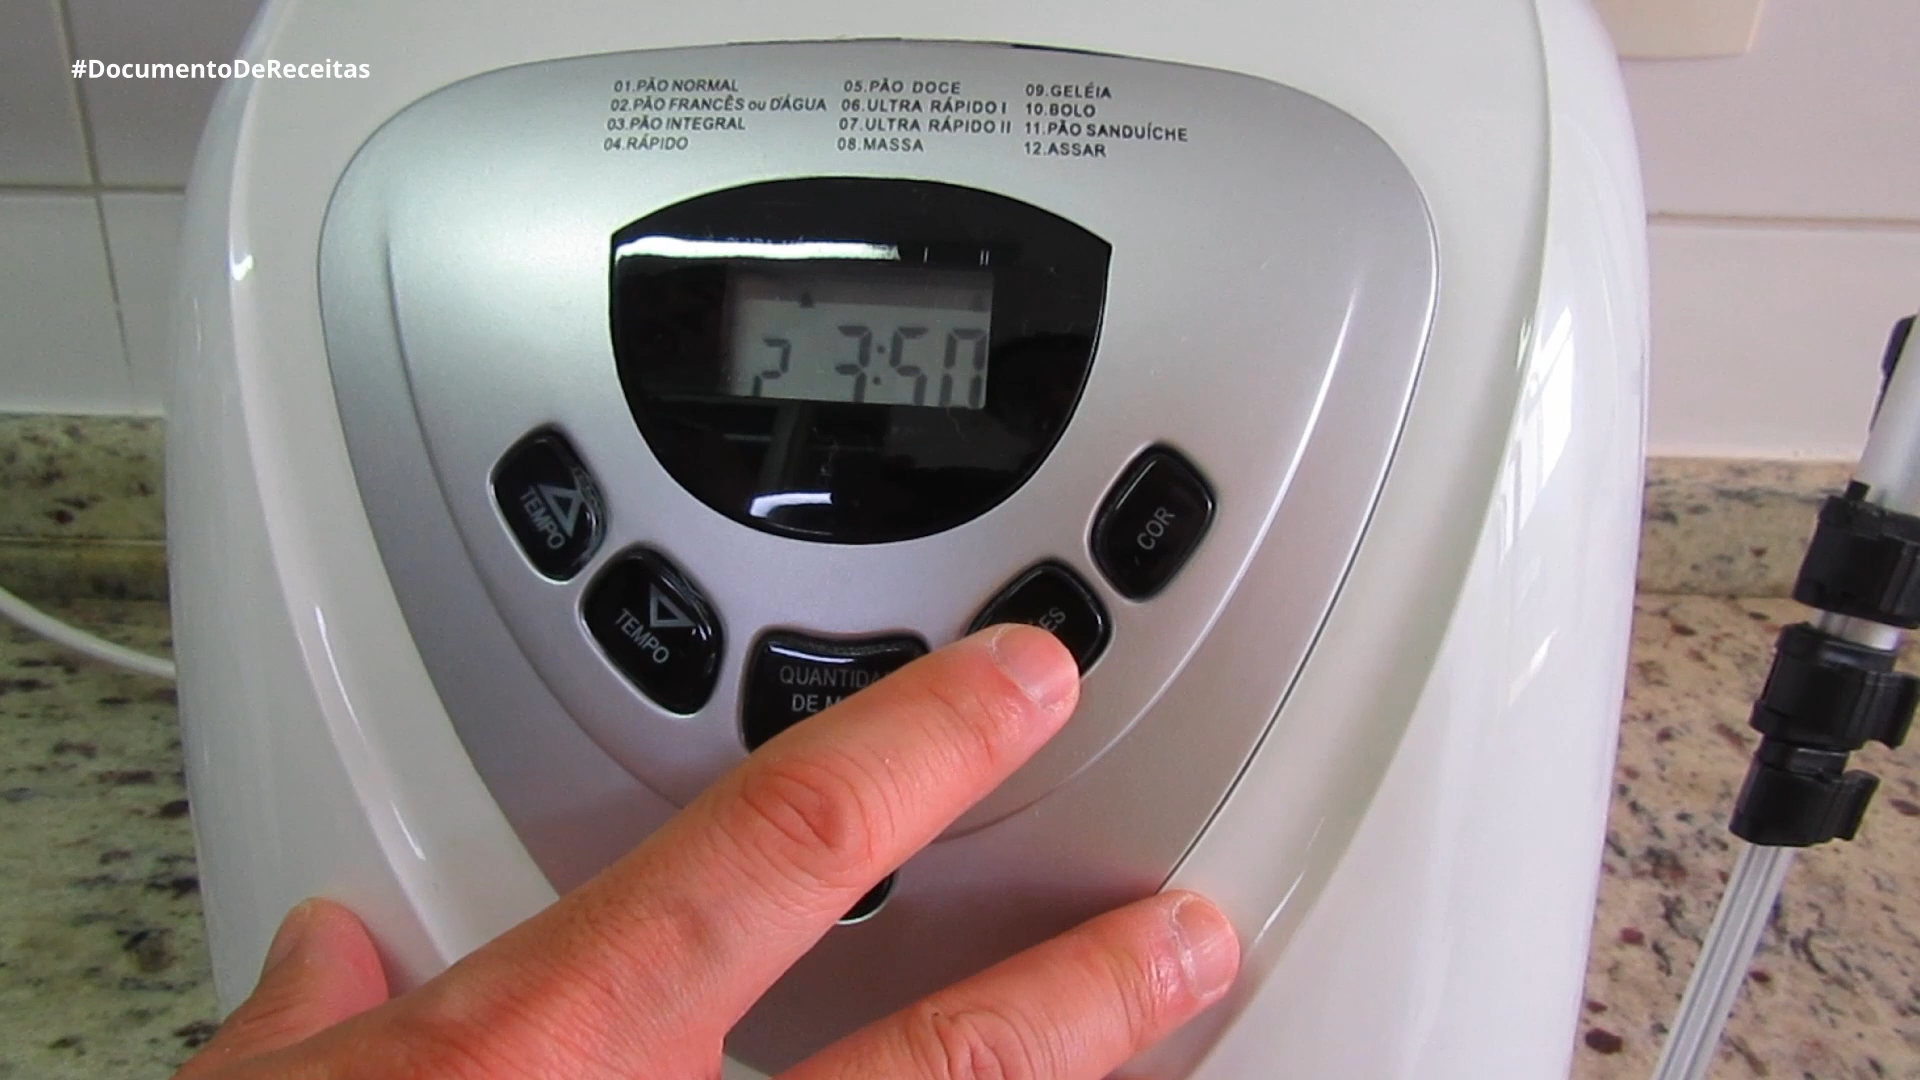 #DocumentoDeReceitas
01.PÃO NORMAL
02.PÃO FRANCÊS ou D'ÁGUA
03.PÃO INTEGRAL
04.RÁPIDO
05.PÃO DOCE
06.ULTRA RÁPIDO I
07.ULTRA RÁPIDO II
08.MASSA
09.GELÉIA
10.BOLO
11.PÃO SANDUÍCHE
12.ASSAR
I II
2 3:50
TEMPO
TEMPO
COR